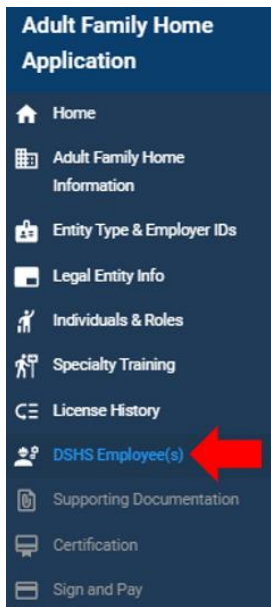 Adult Family Home
Application
Home
Adult Family Home
Information
Entity Type & Employer IDs
Legal Entity Info
Individuals & Roles
Specialty Training
License History
DSHS Employee(s)
Supporting Documentation
Certification
Sign and Pay